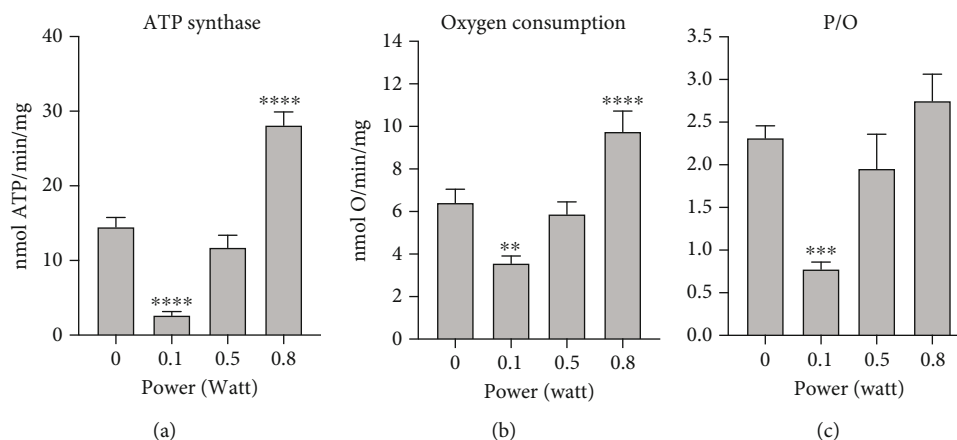 ATP synthase
nmol ATP/min/mg
40
30
20
10
0
****
****
0 0.1 0.5 0.8
Power (Watt)
(a)
Oxygen consumption
nmol O/min/mg
14
12
10
8
6
4
2
0
**
****
0 0.1 0.5 0.8
Power (watt)
(b)
P/O
3.5
3.0
2.5
2.0
1.5
1.0
0.5
0.0
***
0 0.1 0.5 0.8
Power (watt)
(c)